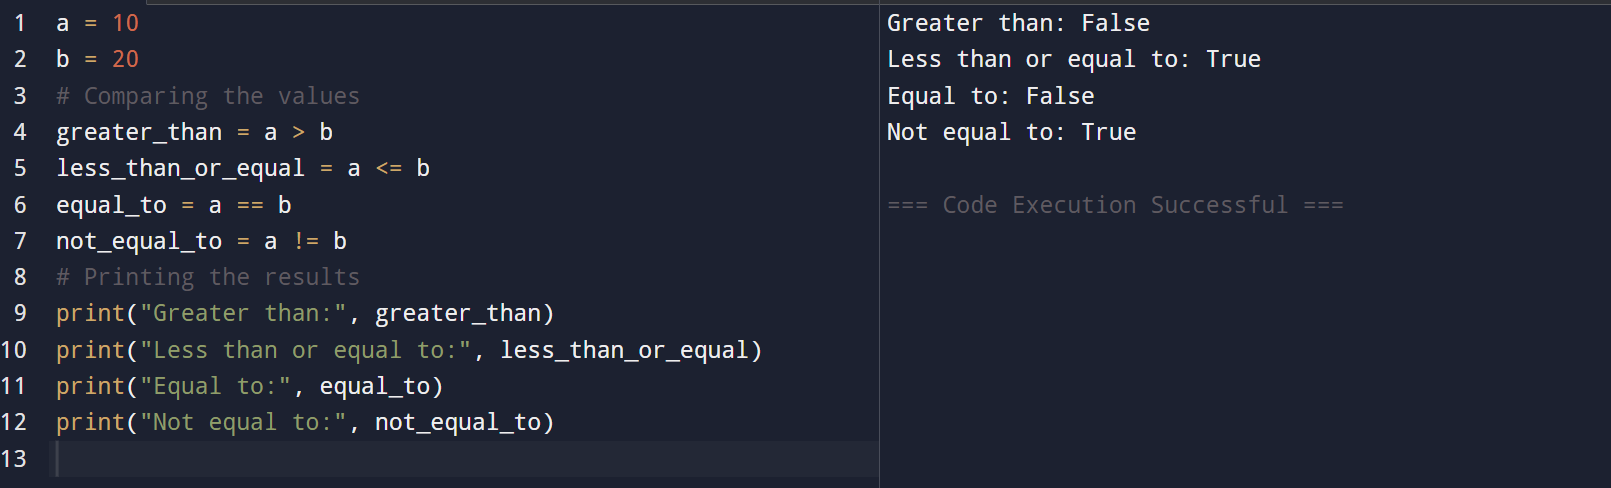 1 a = 10
2 b = 20
3 # Comparing the values
4 greater_than = a > b
5 less_than_or_equal = a <= b
6 equal_to = a == b
7 not_equal_to = a != b
8 # Printing the results
9 print("Greater than:", greater_than)
10 print("Less than or equal to:", less_than_or_equal)
11 print("Equal to:", equal_to)
12 print("Not equal to:", not_equal_to)
13
Greater than: False
Less than or equal to: True
Equal to: False
Not equal to: True
=== Code Execution Successful ===